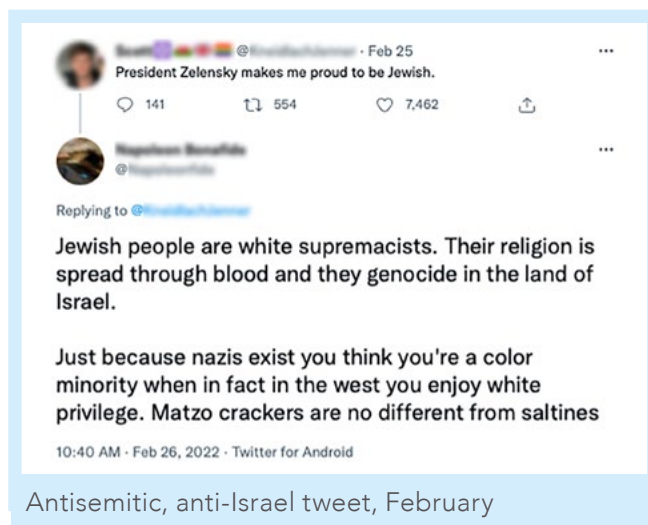 @ · Feb 25
President Zelensky makes me proud to be Jewish.
141 554 7,462
@
Replying to @
Jewish people are white supremacists. Their religion is
spread through blood and they genocide in the land of
Israel.
Just because nazis exist you think you're a color
minority when in fact in the west you enjoy white
privilege. Matzo crackers are no different from saltines
10:40 AM · Feb 26, 2022 · Twitter for Android
Antisemitic, anti-Israel tweet, February